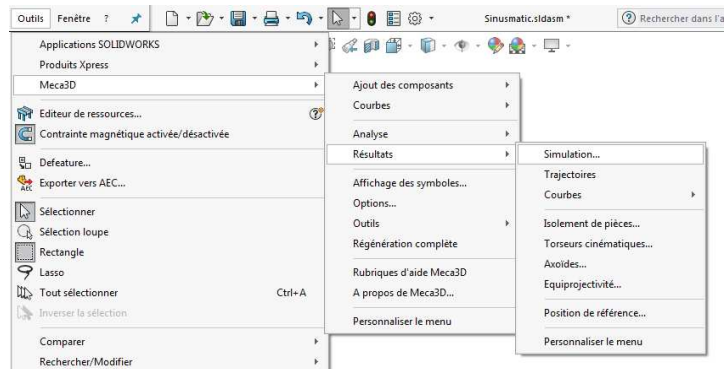 Outils Fenêtre ? Sinusmatic.sldasm * Rechercher dans l'a
Applications SOLIDWORKS
Produits Xpress
Meca3D
Editeur de ressources...
Contrainte magnétique activée/désactivée
Defeature...
AEC Exporter vers AEC...
Sélectionner
Sélection loupe
Rectangle
Lasso
Tout sélectionner Ctrl+A
Inverser la sélection
Comparer
Rechercher/Modifier
Ajout des composants
Courbes
Analyse
Résultats
Affichage des symboles...
Options...
Outils
Régénération complète
Rubriques d'aide Meca3D
A propos de Meca3D...
Personnaliser le menu
Simulation...
Trajectoires
Courbes
Isolement de pièces...
Torseurs cinématiques...
Axoïdes...
Equiprojectivité...
Position de référence...
Personnaliser le menu